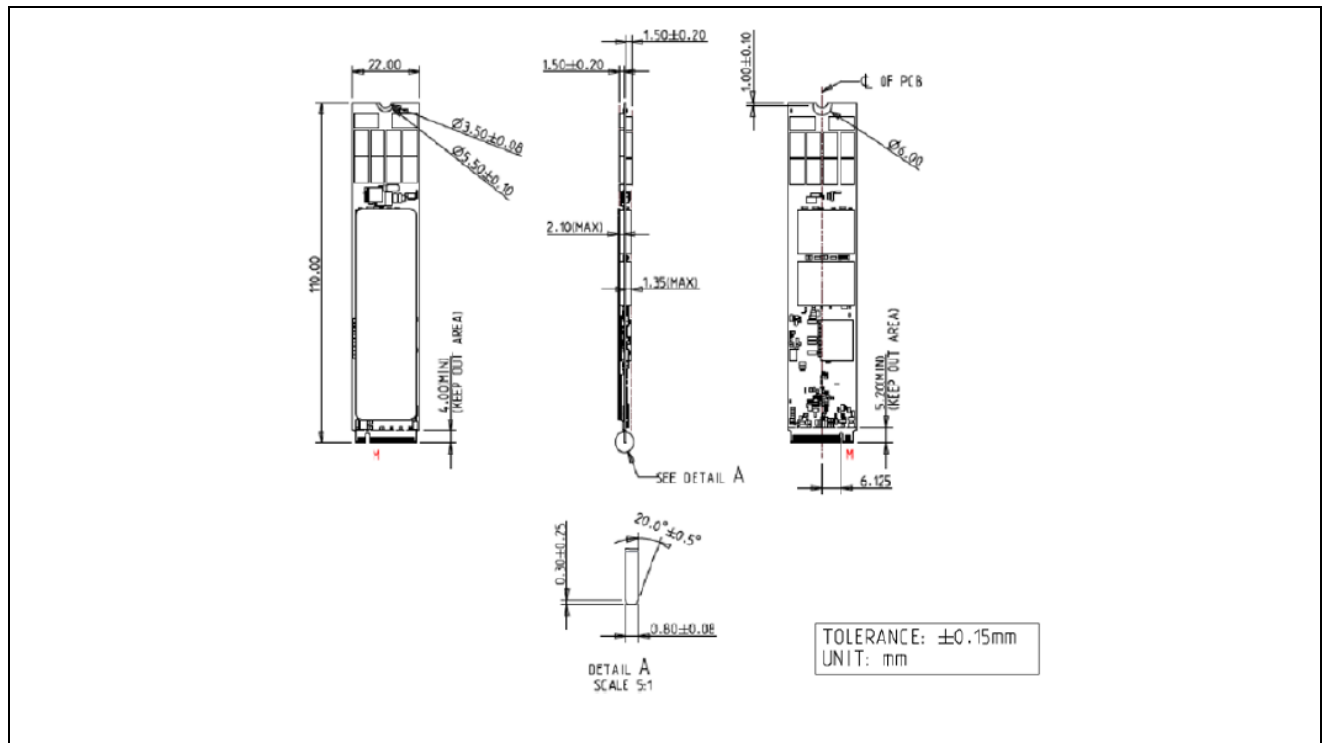 1.50±0.20
1.50±0.20
22.00
1.00±0.10
℄ OF PCB
Ø3.50±0.08
Ø5.50±0.10
Ø6.00
110.00
2.10(MAX)
1.35(MAX)
4.00(MIN)
(KEEP OUT AREA)
5.20(MIN)
(KEEP OUT AREA)
M
M
6.125
SEE DETAIL A
20.0°±0.5°
0.30±0.25
0.80±0.08
DETAIL A
SCALE 5:1
TOLERANCE: ±0.15mm
UNIT: mm